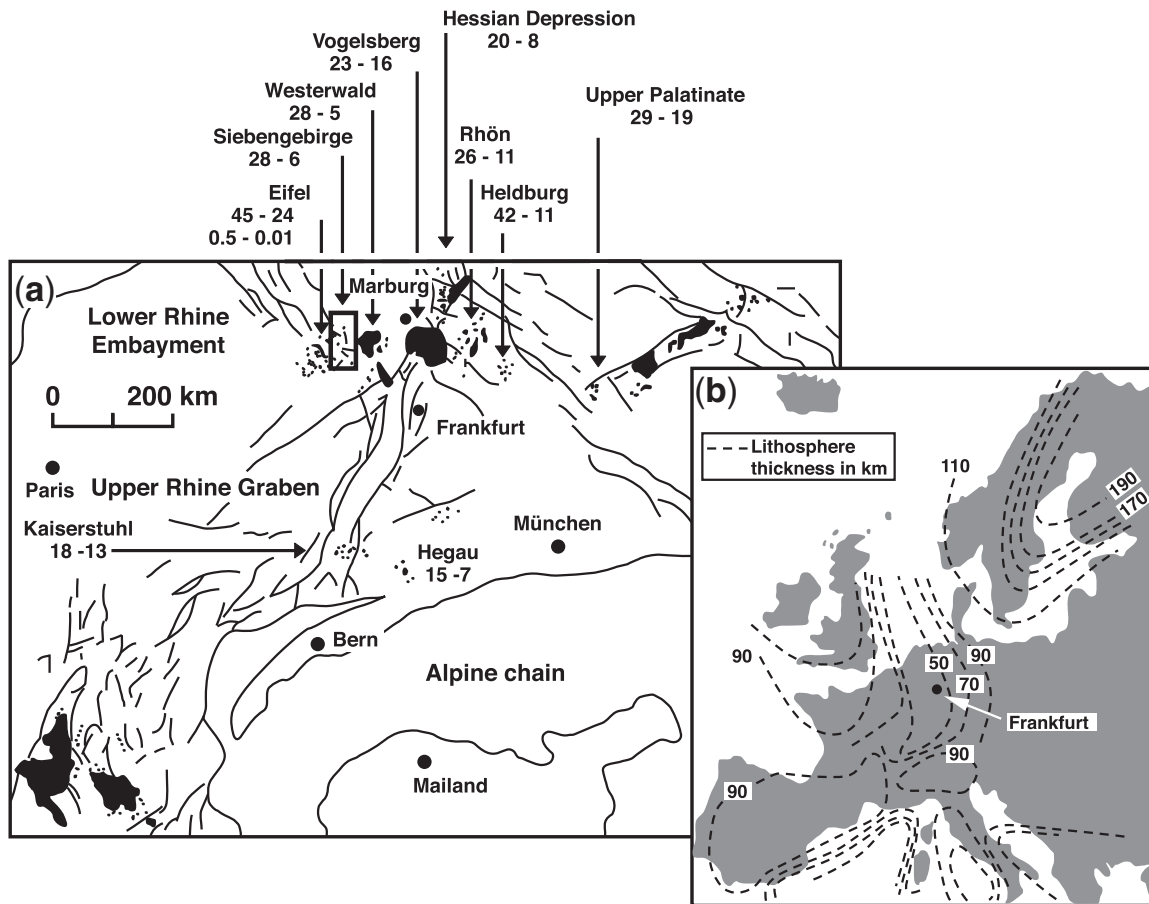 Hessian Depression
20 - 8
Vogelsberg
23 - 16
Westerwald
28 - 5
Upper Palatinate
29 - 19
Siebengebirge
28 - 6
Rhön
26 - 11
Eifel
45 - 24
0.5 - 0.01
Heldburg
42 - 11
(a)
Marburg
Lower Rhine
Embayment
0 200 km
Frankfurt
Paris
Upper Rhine Graben
Kaiserstuhl
18 -13
München
Hegau
15 -7
Bern
Alpine chain
Mailand
(b)
Lithosphere
thickness in km
110
190
170
90
50
90
70
Frankfurt
90
90